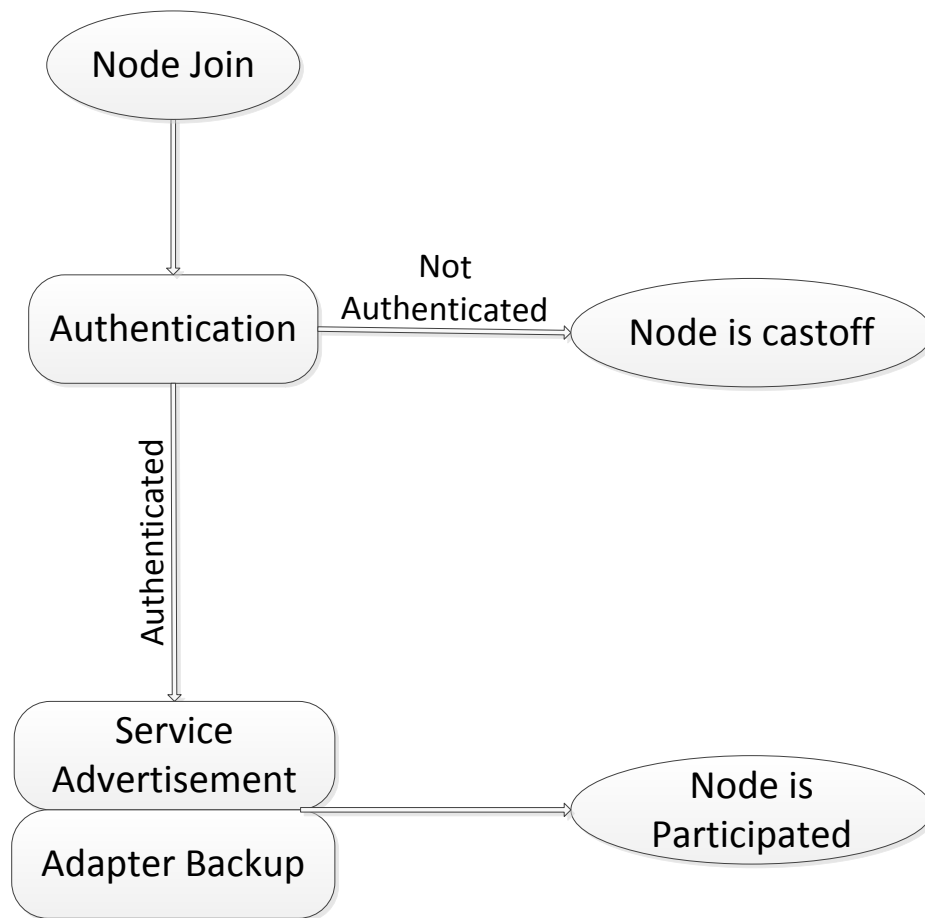 Node Join
Not
Authenticated
Authentication
Node is castoff
Authenticated
Service
Advertisement
Node is
Participated
Adapter Backup